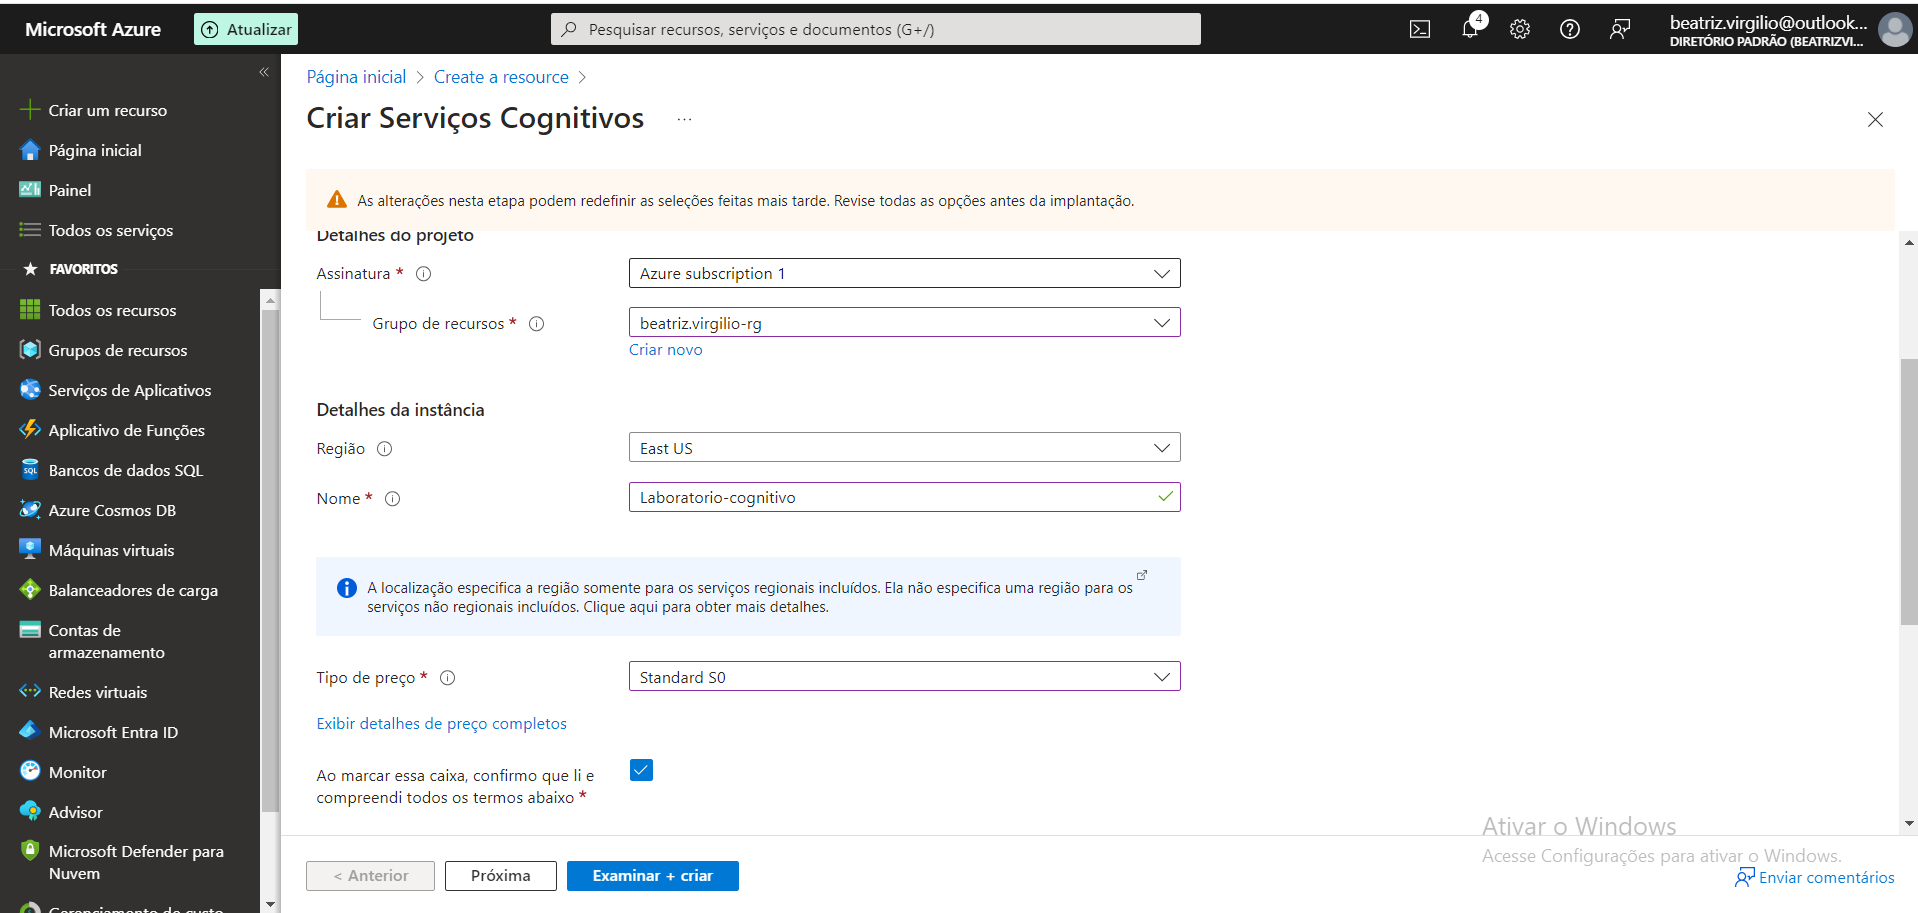 Microsoft Azure
Atualizar
Pesquisar recursos, serviços e documentos (G+/)
4
beatriz.virgilio@outlook...
DIRETÓRIO PADRÃO (BEATRIZVI...
«
Criar um recurso
Página inicial
Painel
Todos os serviços
FAVORITOS
Todos os recursos
Grupos de recursos
Serviços de Aplicativos
Aplicativo de Funções
Bancos de dados SQL
Azure Cosmos DB
Máquinas virtuais
Balanceadores de carga
Contas de
armazenamento
Redes virtuais
Microsoft Entra ID
Monitor
Advisor
Microsoft Defender para
Nuvem
Gerenciamento de custo
Página inicial > Create a resource >
Criar Serviços Cognitivos ...
As alterações nesta etapa podem redefinir as seleções feitas mais tarde. Revise todas as opções antes da implantação.
Detalhes do projeto
Assinatura *
Azure subscription 1
Grupo de recursos *
beatriz.virgilio-rg
Criar novo
Detalhes da instância
Região
East US
Nome *
Laboratorio-cognitivo
A localização especifica a região somente para os serviços regionais incluídos. Ela não especifica uma região para os
serviços não regionais incluídos. Clique aqui para obter mais detalhes.
Tipo de preço *
Standard S0
Exibir detalhes de preço completos
Ao marcar essa caixa, confirmo que li e
compreendi todos os termos abaixo *
< Anterior
Próxima
Examinar + criar
Ativar o Windows
Acesse Configurações para ativar o Windows.
Enviar comentários